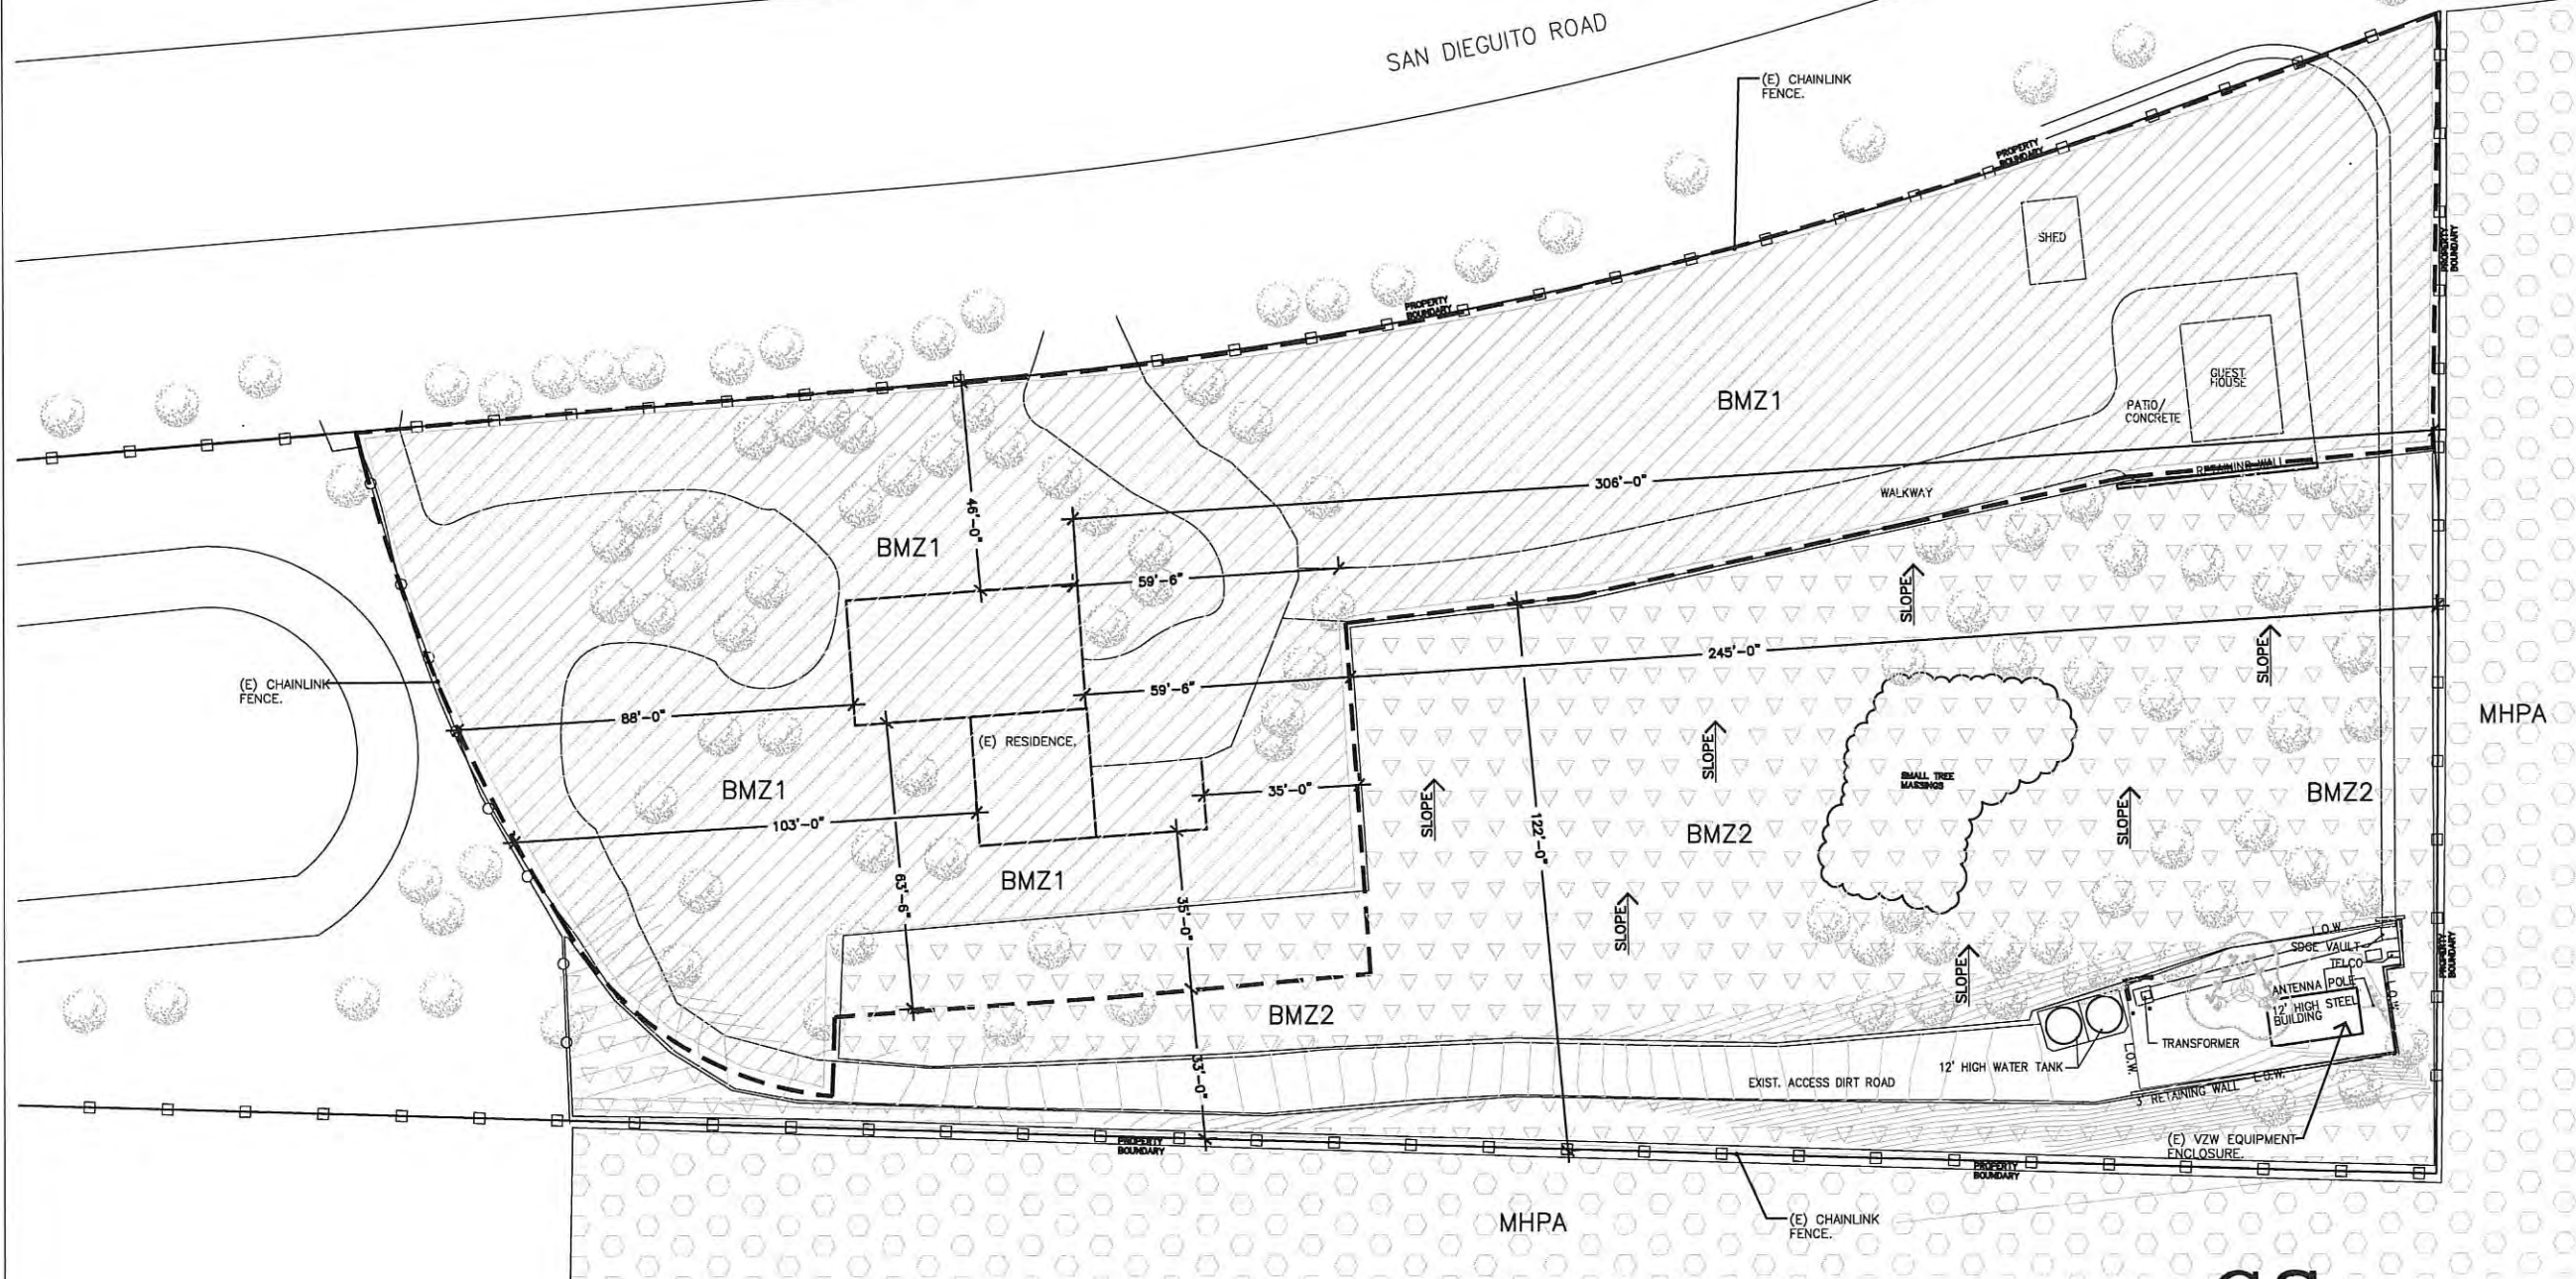 SAN DIEGUITO ROAD
(E) CHAINLINK
FENCE.
PROPERTY
BOUNDARY
SHED
PROPERTY
BOUNDARY
PROPERTY
BOUNDARY
GUEST
HOUSE
BMZ1
PATIO/
CONCRETE
RETAINING WALL
306'-0"
WALKWAY
46'-0"
BMZ1
59'-6"
SLOPE
245'-0"
SLOPE
(E) CHAINLINK
FENCE.
59'-6"
88'-0"
MHPA
(E) RESIDENCE.
SLOPE
SMALL TREE
MASSINGS
BMZ1
35'-0"
BMZ2
SLOPE
SLOPE
103'-0"
122'-0"
BMZ2
BMZ1
63'-6"
35'-0"
SLOPE
L.O.W.
SDGE VAULT
TELCO
PROPERTY
BOUNDARY
SLOPE
ANTENNA POLE
12' HIGH STEEL
BUILDING
L.O.W.
BMZ2
TRANSFORMER
L.O.W.
12' HIGH WATER TANK
33'-0"
EXIST. ACCESS DIRT ROAD
L.O.W.
3' RETAINING WALL
PROPERTY
BOUNDARY
(E) VZW EQUIPMENT
ENCLOSURE.
PROPERTY
BOUNDARY
MHPA
(E) CHAINLINK
FENCE.